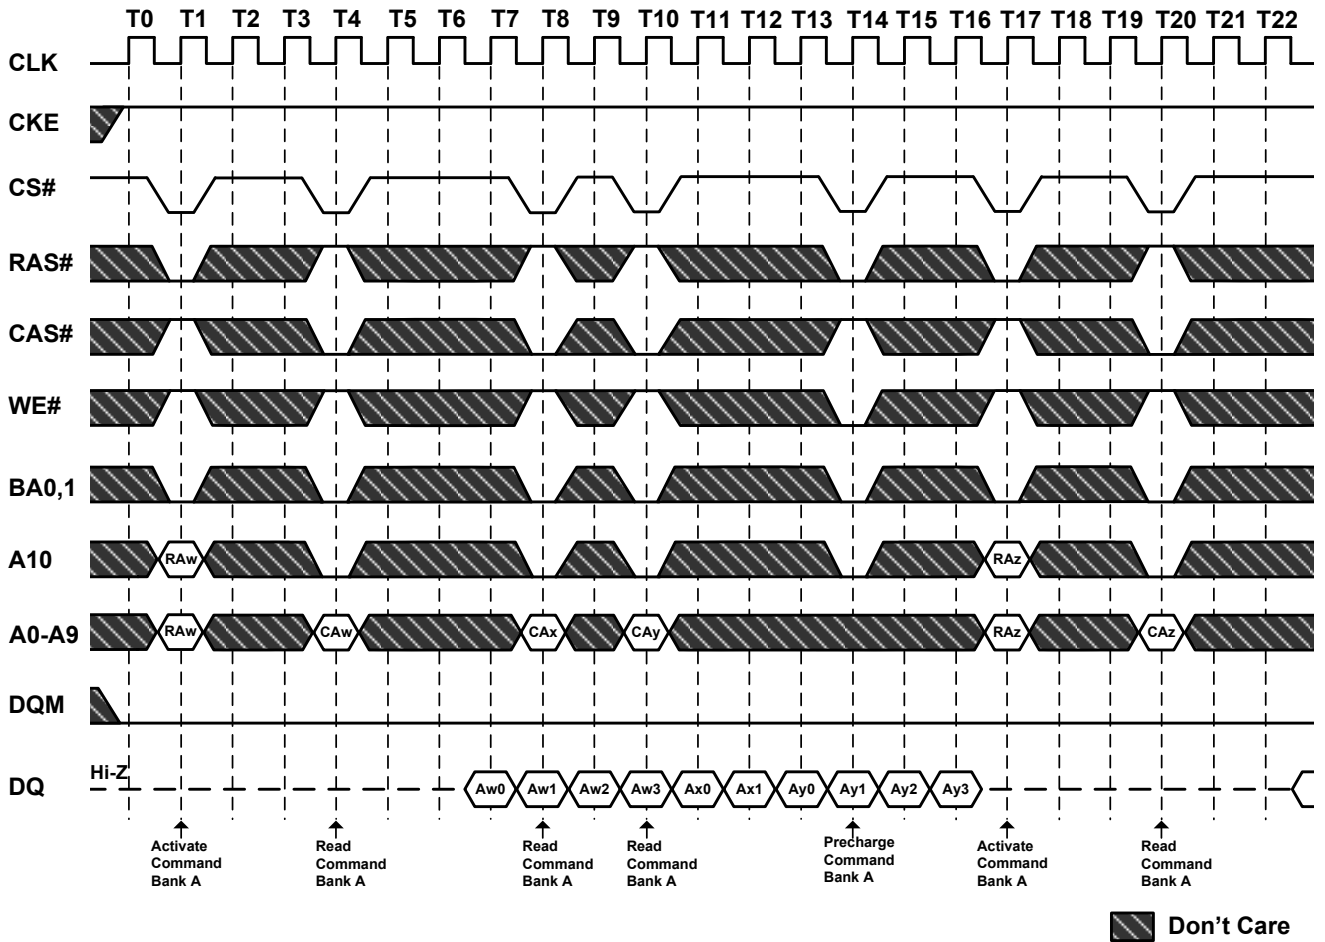 T0 T1 T2 T3 T4 T5 T6 T7 T8 T9 T10 T11 T12 T13 T14 T15 T16 T17 T18 T19 T20 T21 T22
CLK
CKE
CS#
RAS#
CAS#
WE#
BA0,1
A10 RAw RAz
A0-A9 RAw CAw CAx CAy RAz CAz
DQM
Hi-Z
DQ Aw0 Aw1 Aw2 Aw3 Ax0 Ax1 Ay0 Ay1 Ay2 Ay3
Activate
Command
Bank A
Read
Command
Bank A
Read
Command
Bank A
Read
Command
Bank A
Precharge
Command
Bank A
Activate
Command
Bank A
Read
Command
Bank A
Don't Care